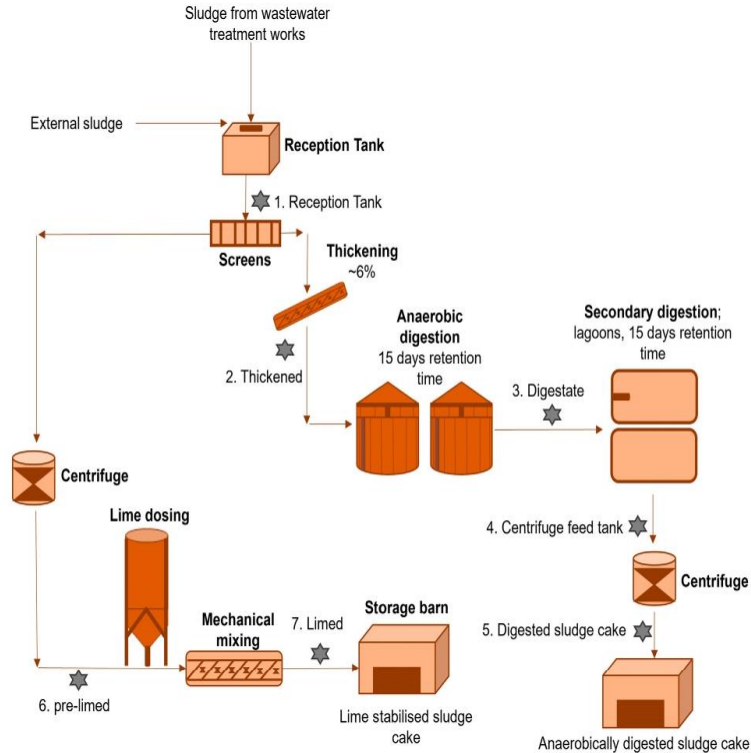 Sludge from wastewater
treatment works
External sludge
Reception Tank
1. Reception Tank
Screens
Thickening
~6%
2. Thickened
Anaerobic
digestion
15 days retention
time
3. Digestate
Secondary digestion;
lagoons, 15 days retention
time
4. Centrifuge feed tank
Centrifuge
5. Digested sludge cake
Anaerobically digested sludge cake
Centrifuge
Lime dosing
6. pre-limed
Mechanical
mixing
7. Limed
Storage barn
Lime stabilised sludge
cake